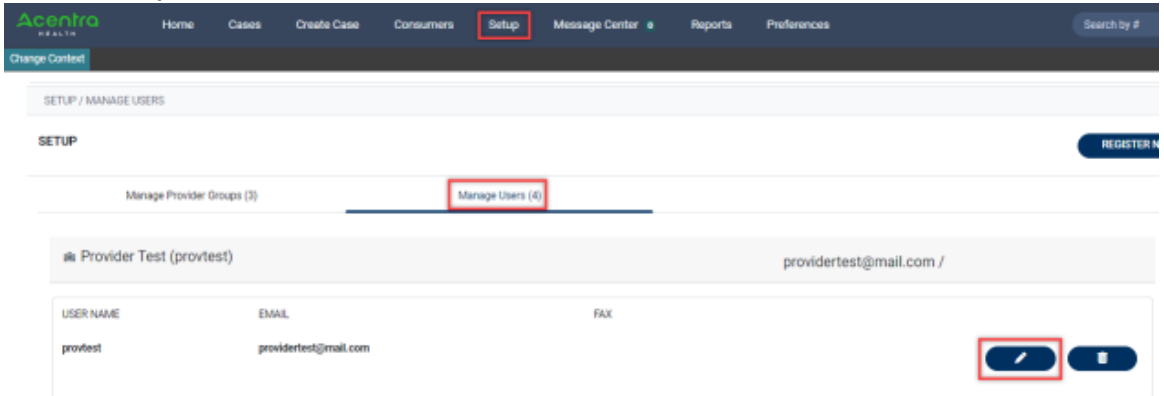 Acentra
HEALTH
Home Cases Create Case Consumers Setup Message Center Reports Preferences Search by #
Change Context
SETUP / MANAGE USERS
SETUP
REGISTER N
Manage Provider Groups (3) Manage Users (4)
Provider Test (provtest) providertest@mail.com /
USER NAME EMAIL FAX
provtest providertest@mail.com